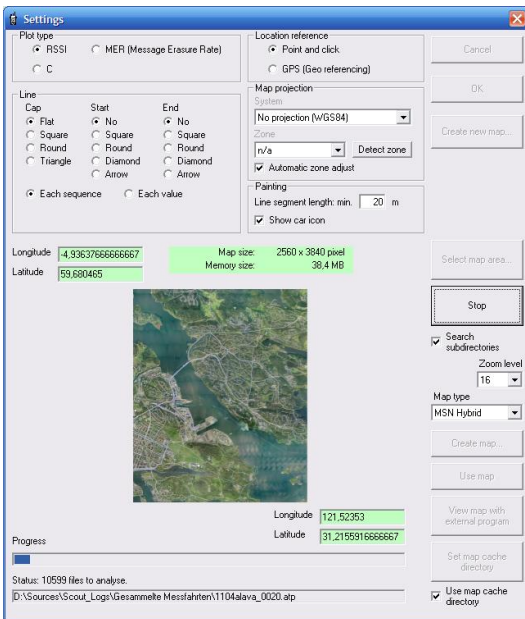 Settings
Plot type
RSSI
MER (Message Erasure Rate)
C
Location reference
Point and click
GPS (Geo referencing)
Cancel
OK
Create new map...
Line
Cap
Start
End
Flat
No
No
Square
Square
Square
Round
Round
Round
Triangle
Diamond
Diamond
Arrow
Arrow
Each sequence
Each value
Map projection
System
No projection (WGS84)
Zone
n/a
Detect zone
Automatic zone adjust
Painting
Line segment length: min. 20 m
Show car icon
Longitude -4,93637666666667
Latitude 59,680465
Map size: 2560 x 3840 pixel
Memory size: 38,4 MB
Select map area...
Stop
Search subdirectories
Zoom level
16
Map type
MSN Hybrid
Create map...
Use map
View map with external program
Set map cache directory
Use map cache directory
Longitude 121,52353
Latitude 31,2155916666667
Progress
Status: 10599 files to analyse.
D:\Sources\Scout_Logs\Gesammelte Messfahrten\1104alava_0020.atp